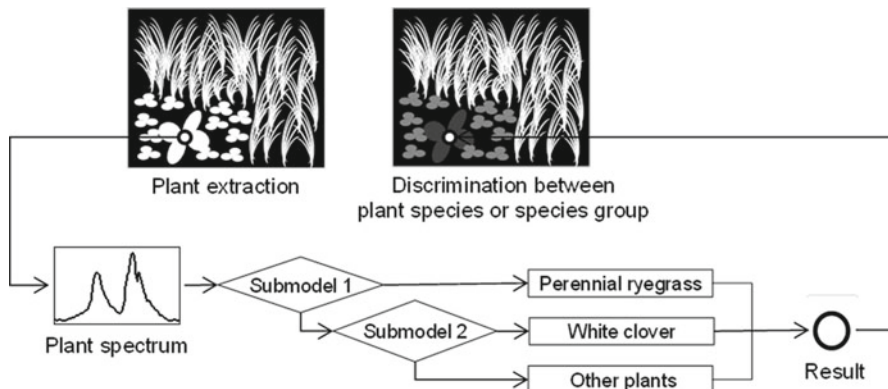 Plant extraction
Discrimination between
plant species or species group
Submodel 1
Perennial ryegrass
Submodel 2
White clover
Plant spectrum
Other plants
Result